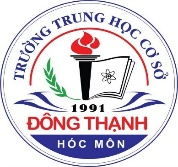 TRƯỜNG TRUNG HỌC CƠ SỞ
1991
ĐÔNG THẠNH
HÓC MÔN